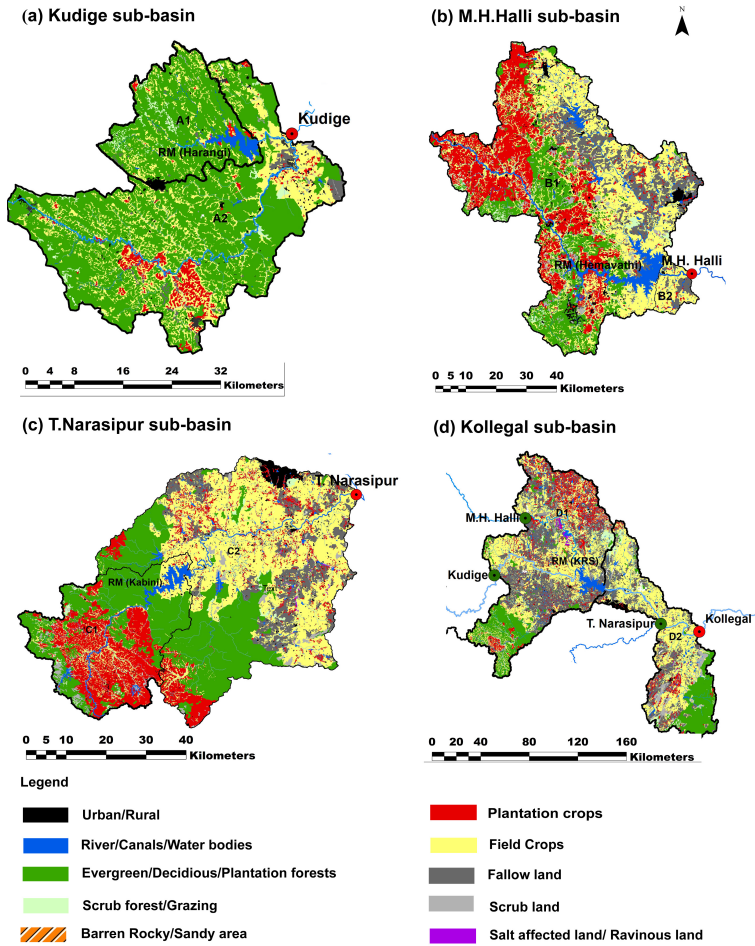 (a) Kudige sub-basin
(b) M.H.Halli sub-basin
N
A1
Kudige
RM (Harangi)
A2
B1
RM (Hemavathi)
M.H. Halli
B2
0 4 8 16 24 32
Kilometers
0 5 10 20 30 40
Kilometers
(c) T.Narasipur sub-basin
(d) Kollegal sub-basin
T. Narasipur
C2
RM (Kabini)
C1
D1
M.H. Halli
RM (KRS)
Kudige
T. Narasipur
Kollegal
D2
0 5 10 20 30 40
Kilometers
0 20 40 80 120 160
Kilometers
Legend
Urban/Rural
River/Canals/Water bodies
Evergreen/Decidious/Plantation forests
Scrub forest/Grazing
Barren Rocky/Sandy area
Plantation crops
Field Crops
Fallow land
Scrub land
Salt affected land/ Ravinous land